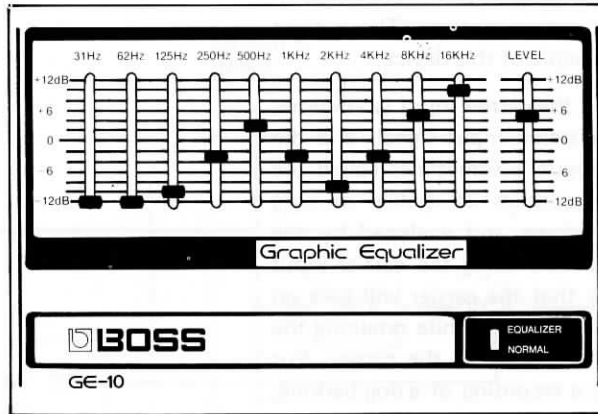 31Hz 62Hz 125Hz 250Hz 500Hz 1KHz 2KHz 4KHz 8KHz 16KHz LEVEL
+12dB +12dB
+6 +6
0 0
-6 -6
-12dB -12dB
Graphic Equalizer
BOSS
EQUALIZER
NORMAL
GE-10